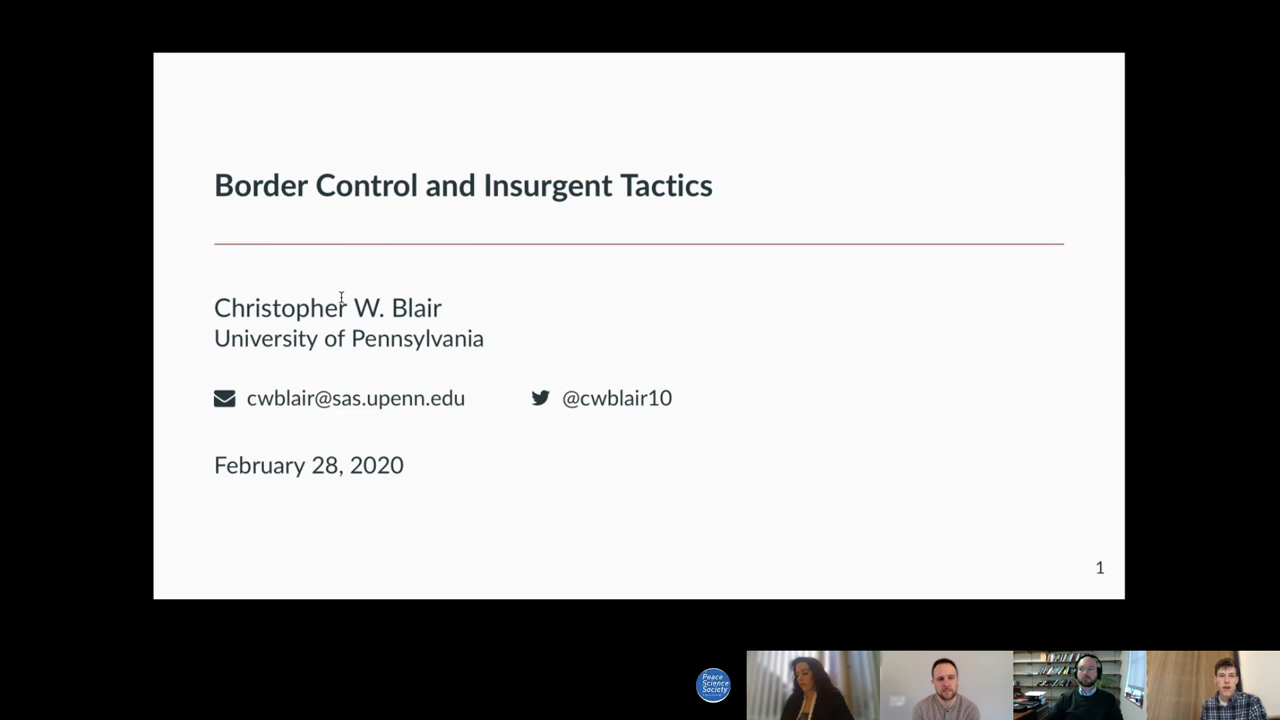 Border Control and Insurgent Tactics
Christopher W. Blair
University of Pennsylvania
cwblair@sas.upenn.edu
@cwblair10
February 28, 2020
1
Peace
Science
Society